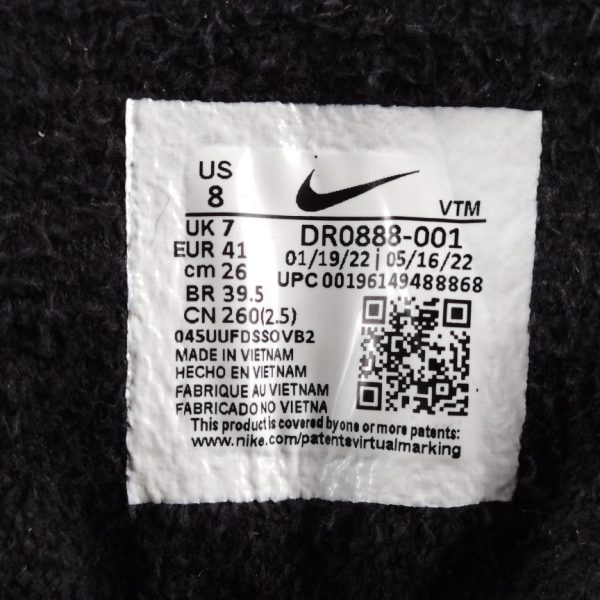 US
8
VTM
UK 7
EUR 41
cm 26
BR 39.5
CN 260(2.5)
DR0888-001
01/19/22 | 05/16/22
UPC 00196149488868
045UUFDSSOVB2
MADE IN VIETNAM
HECHO EN VIETNAM
FABRIQUE AU VIETNAM
FABRICADO NO VIETNA
This product is covered by one or more patents:
www.nike.com/patentsvirtualmarking